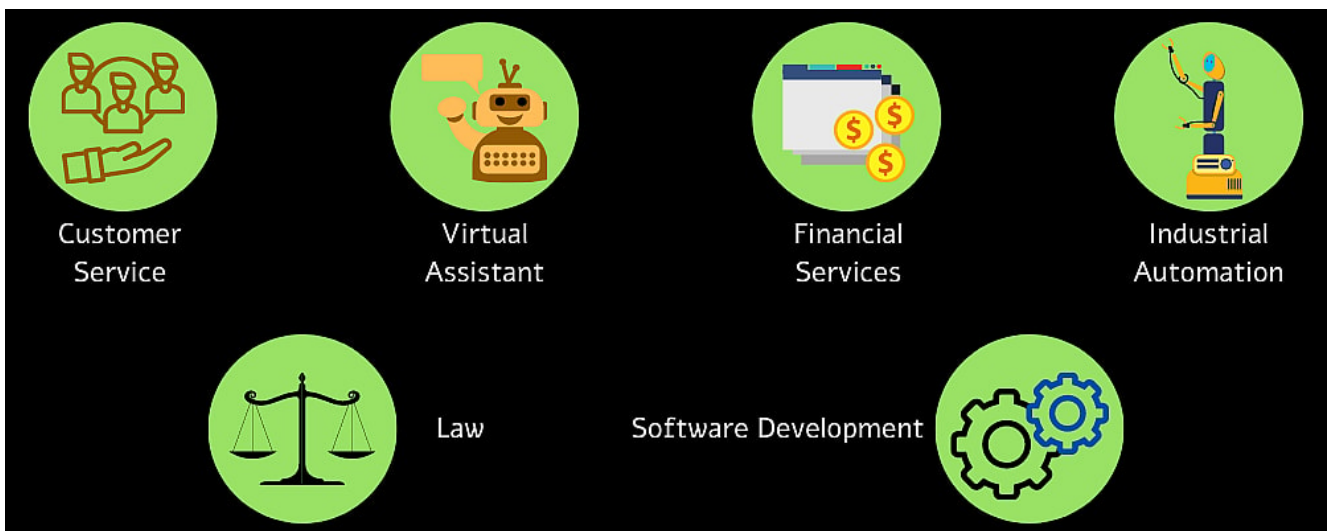 Customer
Service
Virtual
Assistant
Financial
Services
Industrial
Automation
Law
Software Development